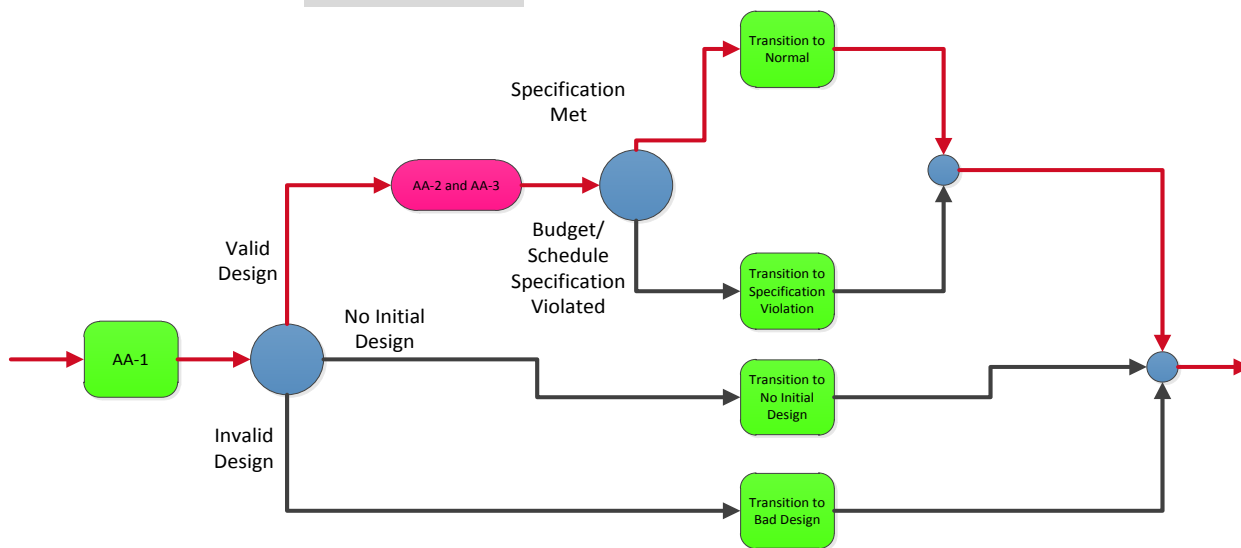 Transition to
Normal
Specification
Met
AA-2 and AA-3
Budget/
Schedule
Specification
Violated
Valid
Design
Transition to
Specification
Violation
No Initial
Design
AA-1
Transition to
No Initial
Design
Invalid
Design
Transition to
Bad Design